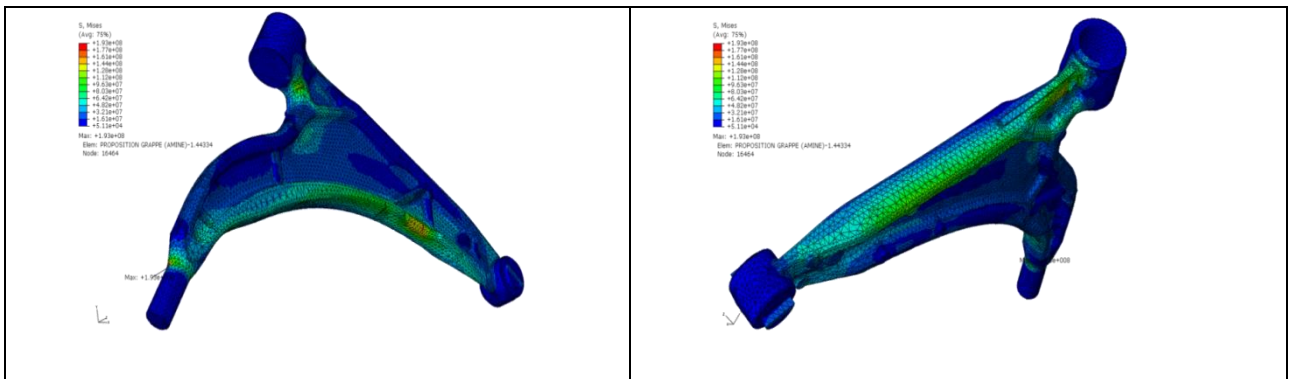 S, Mises
(Avg: 75%)
+1.93e+08
+1.77e+08
+1.61e+08
+1.44e+08
+1.28e+08
+1.12e+08
+9.63e+07
+8.03e+07
+6.42e+07
+4.82e+07
+3.21e+07
+1.61e+07
+5.11e+04
Max: +1.93e+08
Elem: PROPOSITION GRAPPE (AMINE)-1.44334
Node: 16464
Max: +1.93e
S, Mises
(Avg: 75%)
+1.93e+08
+1.77e+08
+1.61e+08
+1.44e+08
+1.28e+08
+1.12e+08
+9.63e+07
+8.03e+07
+6.42e+07
+4.82e+07
+3.21e+07
+1.61e+07
+5.11e+04
Max: +1.93e+08
Elem: PROPOSITION GRAPPE (AMINE)-1.44334
Node: 16464